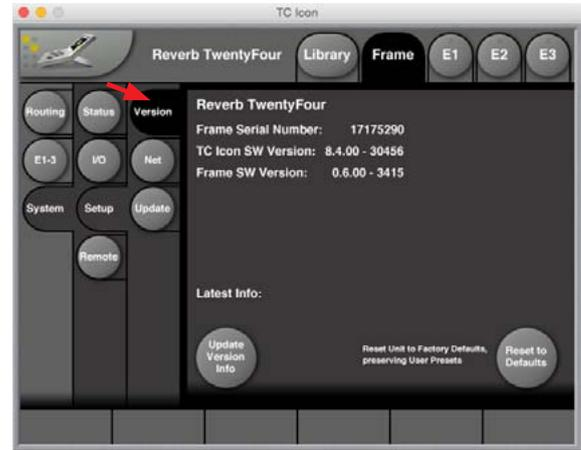 TC Icon
Reverb TwentyFour
Library
Frame
E1
E2
E3
Routing
Status
Version
E1-3
I/O
Net
System
Setup
Update
Remote
Reverb TwentyFour
Frame Serial Number: 17175290
TC Icon SW Version: 8.4.00 - 30456
Frame SW Version: 0.6.00 - 3415
Latest Info:
Update
Version
Info
Reset Unit to Factory Defaults,
preserving User Presets
Reset to
Defaults